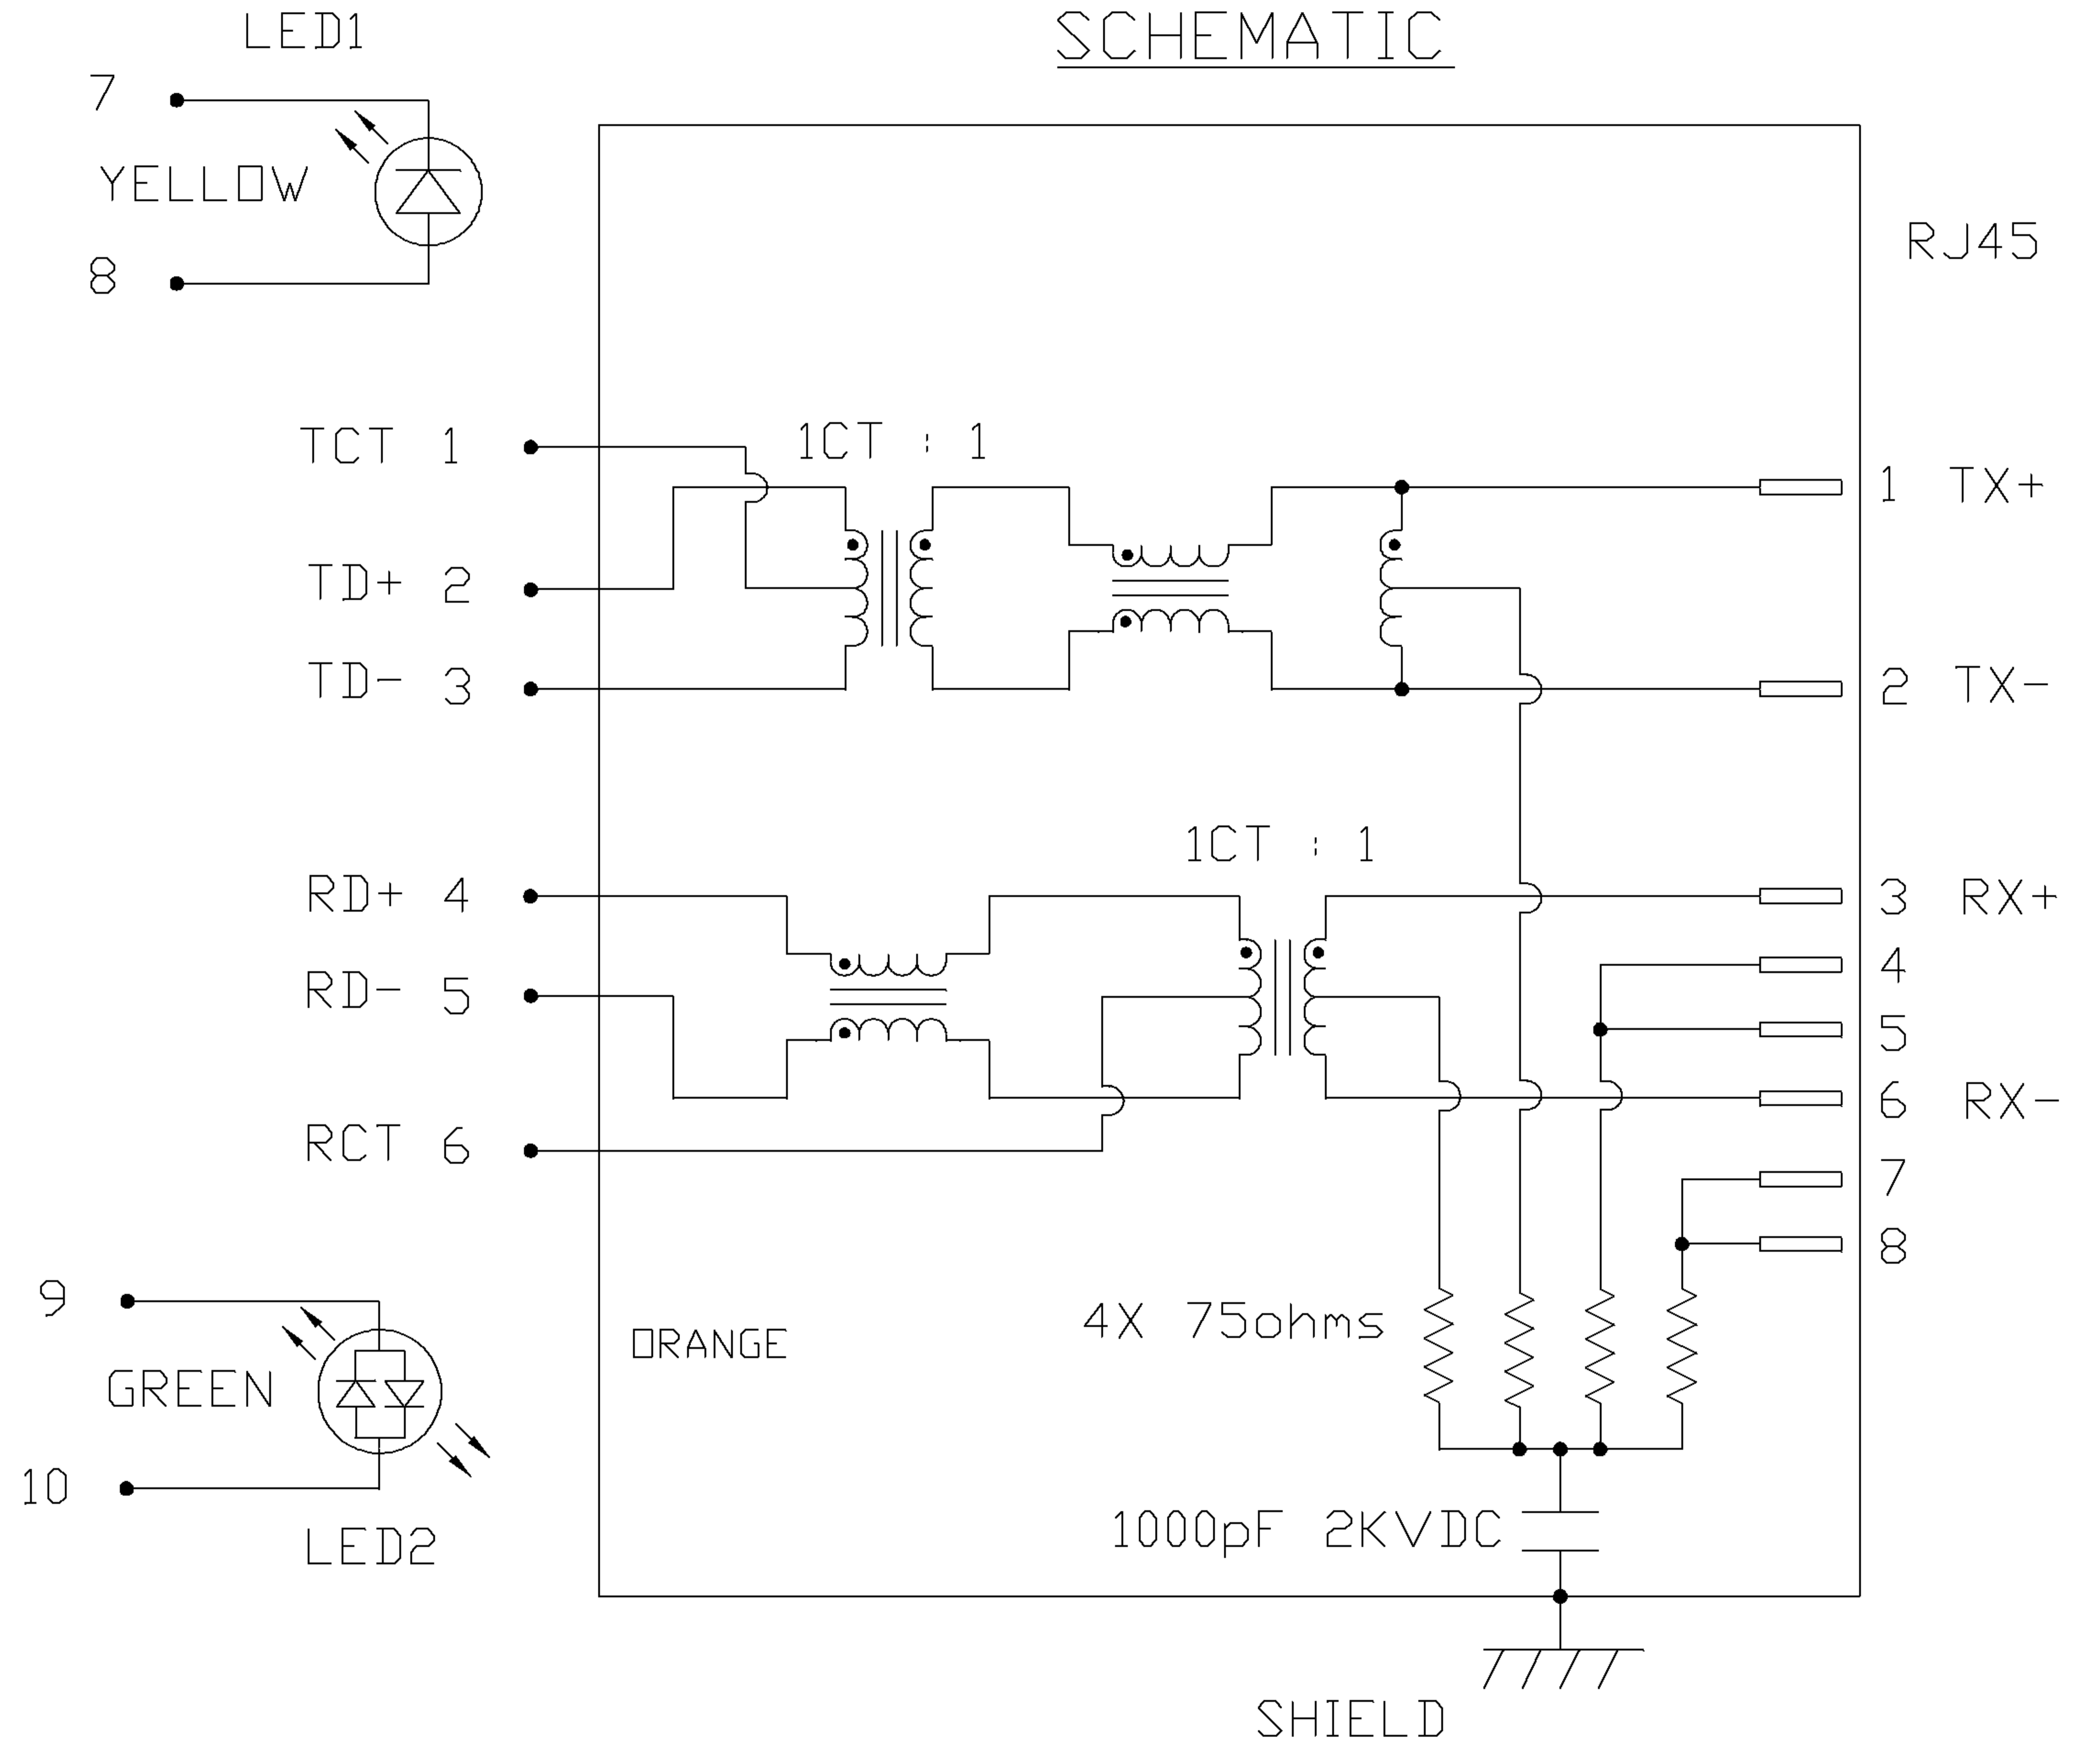 SCHEMATIC
LED1
7
YELLOW
8
RJ45
TCT 1
1CT : 1
1 TX+
TD+ 2
TD- 3
2 TX-
1CT : 1
RD+ 4
3 RX+
4
RD- 5
5
6 RX-
RCT 6
7
8
9
4X 75ohms
ORANGE
GREEN
10
1000pF 2KVDC
LED2
SHIELD